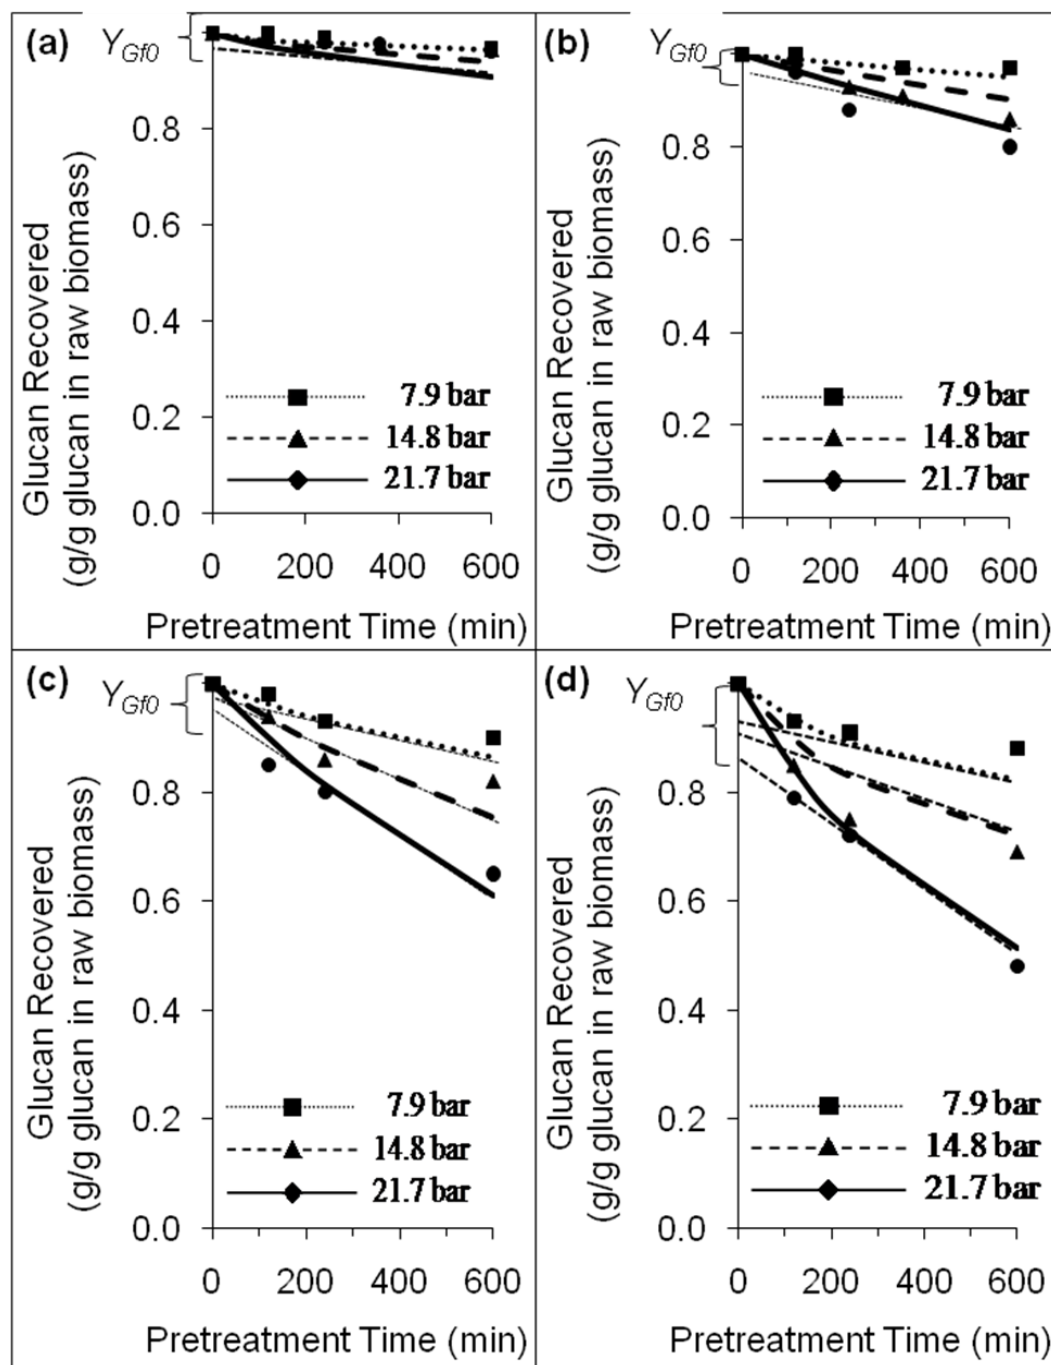 (a)
Y_Gf0
0.8
0.6
0.4
0.2
0.0
Glucan Recovered
(g/g glucan in raw biomass)
7.9 bar
14.8 bar
21.7 bar
0 200 400 600
Pretreatment Time (min)
(b)
Y_Gf0
0.8
0.6
0.4
0.2
0.0
Glucan Recovered
(g/g glucan in raw biomass)
7.9 bar
14.8 bar
21.7 bar
0 200 400 600
Pretreatment Time (min)
(c)
Y_Gf0
0.8
0.6
0.4
0.2
0.0
Glucan Recovered
(g/g glucan in raw biomass)
7.9 bar
14.8 bar
21.7 bar
0 200 400 600
Pretreatment Time (min)
(d)
Y_Gf0
0.8
0.6
0.4
0.2
0.0
Glucan Recovered
(g/g glucan in raw biomass)
7.9 bar
14.8 bar
21.7 bar
0 200 400 600
Pretreatment Time (min)